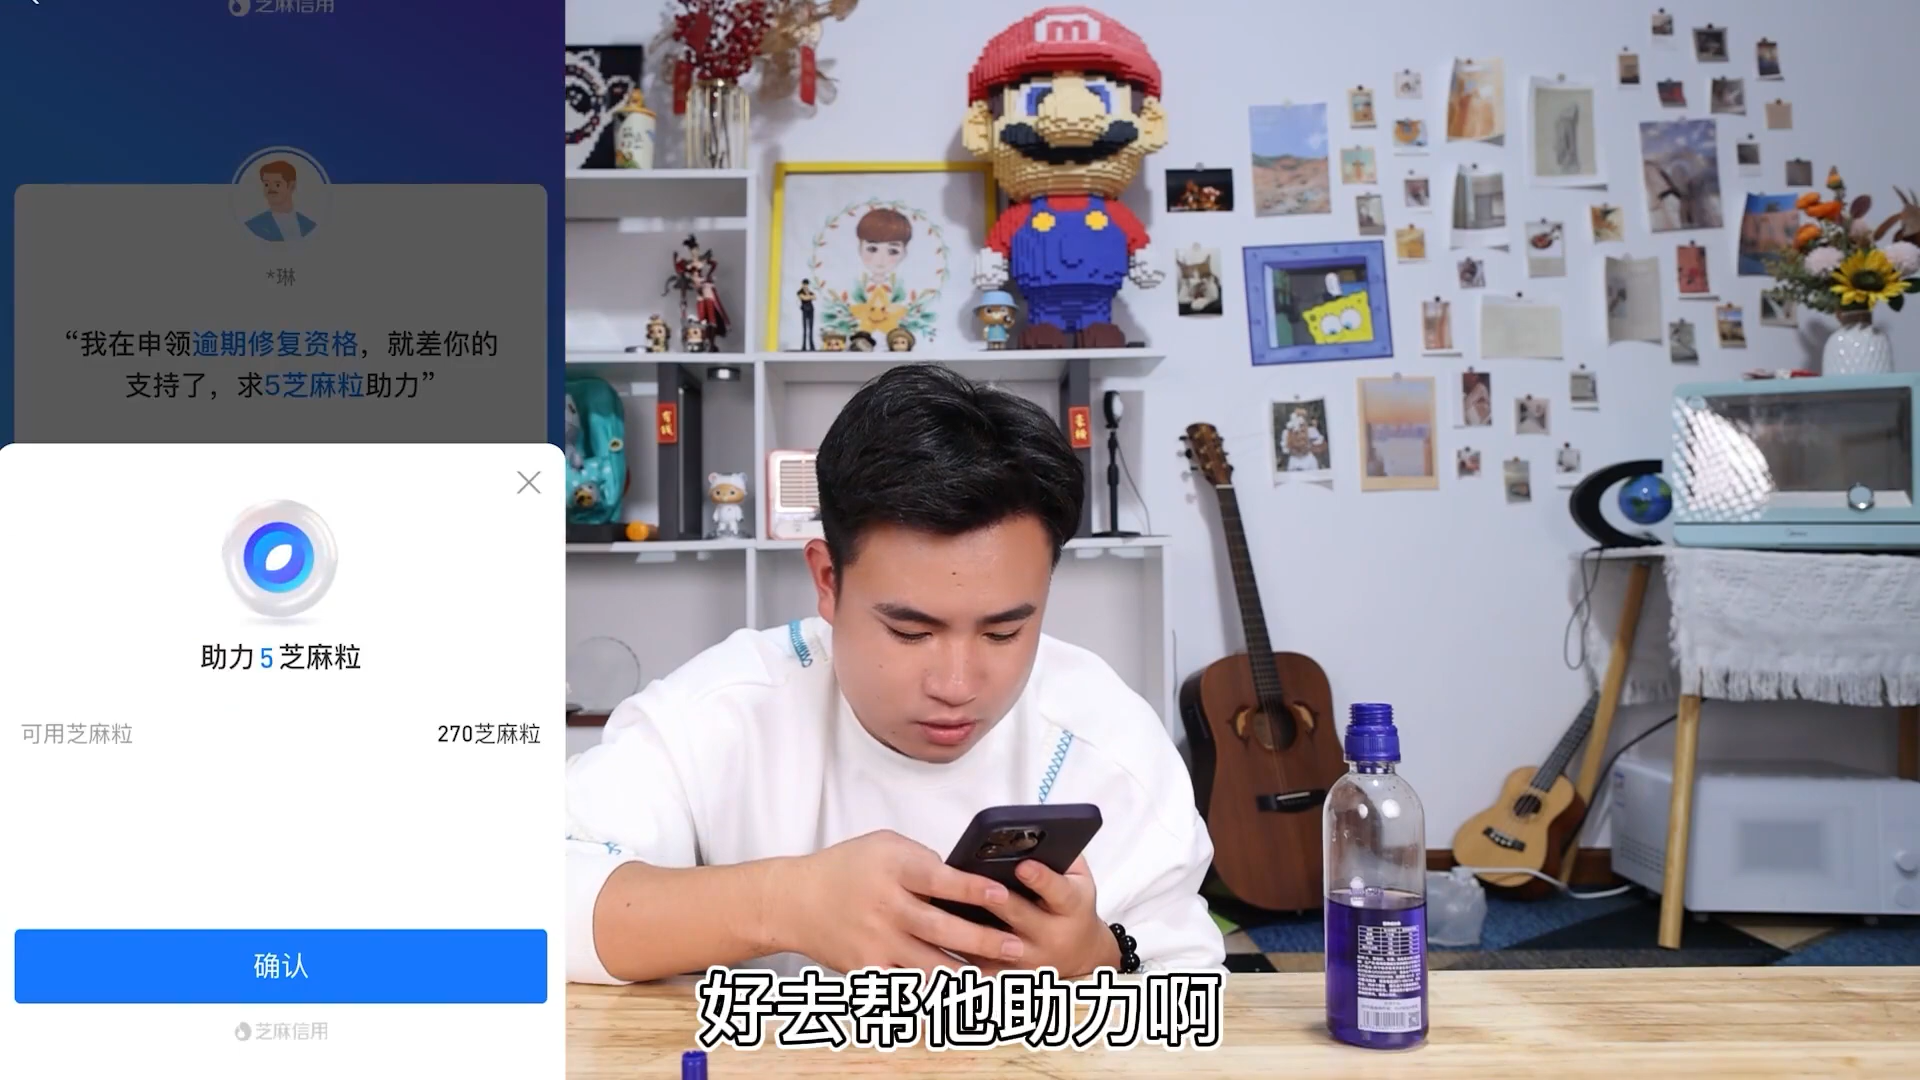 芝麻信用
*琳
“我在申领逾期修复资格，就差你的
支持了，求5芝麻粒助力”
助力 5 芝麻粒
可用芝麻粒 270芝麻粒
确认
芝麻信用
m
有钱
好去帮他助力啊